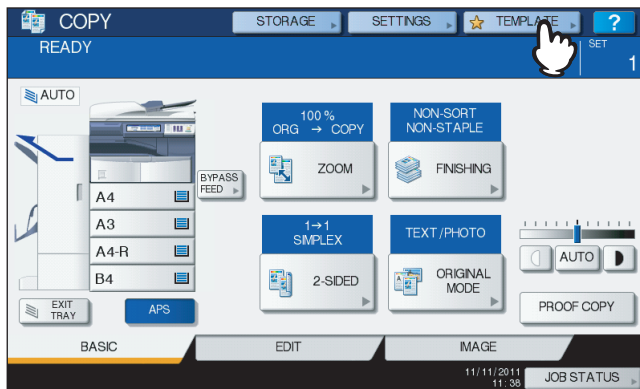 COPY
STORAGE
SETTINGS
TEMPLATE
?
READY
SET
1
AUTO
100 %
ORG → COPY
NON-SORT
NON-STAPLE
ZOOM
FINISHING
BYPASS
FEED
A4
A3
A4-R
B4
1→1
SIMPLEX
TEXT/PHOTO
2-SIDED
ORIGINAL
MODE
AUTO
EXIT
TRAY
APS
PROOF COPY
BASIC
EDIT
IMAGE
11/11/2011
11:38
JOB STATUS